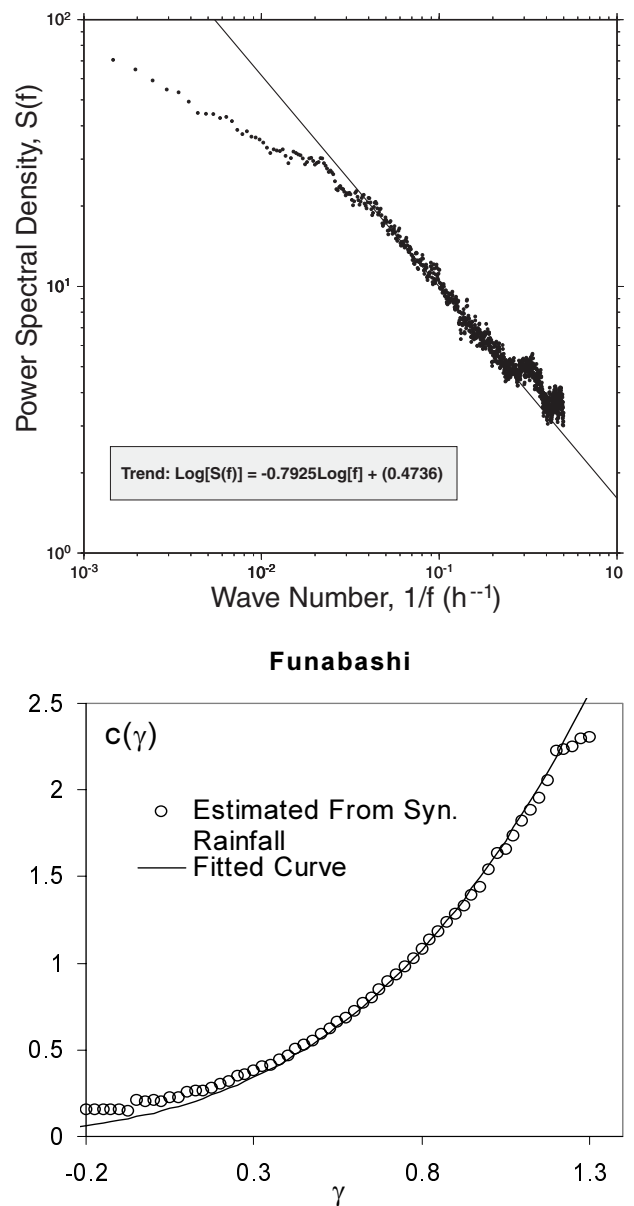 10²
Power Spectral Density, S(f)
10¹
Trend: Log[S(f)] = -0.7925Log[f] + (0.4736)
10⁰
10⁻³
10⁻²
10⁻¹
10
Wave Number, 1/f (h⁻⁻¹)
Funabashi
2.5
c(γ)
2
Estimated From Syn.
Rainfall
Fitted Curve
1.5
1
0.5
0
-0.2
0.3
0.8
1.3
γ